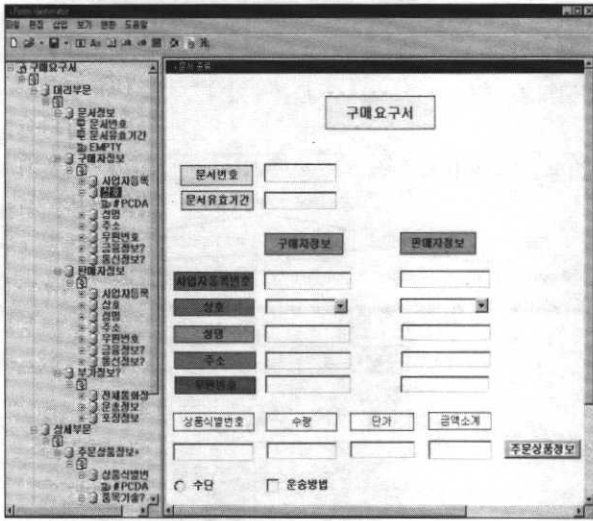 Form Generator
파일 편집 삽입 보기 변환 도움말
구매요구서
머리부문
문서정보
문서번호
문서유효기간
EMPTY
구매자정보
사업자등록
상호
#PCDA
성명
주소
우편번호
금융정보?
통신정보?
판매자정보
사업자등록
상호
성명
주소
우편번호
금융정보?
통신정보?
부가정보?
전체통화정
운송정보
포장정보
상세부문
주문상품정보+
상품식별번
#PCDA
품목기술?
구매요구서
문서번호
문서유효기간
구매자정보 판매자정보
사업자등록번호
상호
성명
주소
우편번호
상품식별번호 수량 단가 금액소계
주문상품정보
수단 운송방법